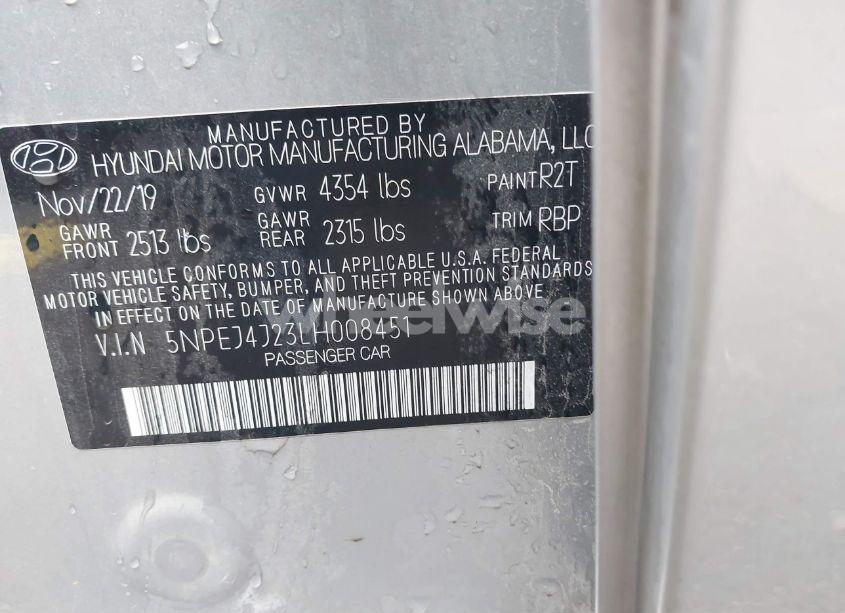 MANUFACTURED BY
HYUNDAI MOTOR MANUFACTURING ALABAMA, LLC
Nov/22/19 GVWR 4354 lbs PAINT R2T
GAWR FRONT 2513 lbs GAWR REAR 2315 lbs TRIM RBP
THIS VEHICLE CONFORMS TO ALL APPLICABLE U.S.A. FEDERAL
MOTOR VEHICLE SAFETY, BUMPER, AND THEFT PREVENTION STANDARDS
IN EFFECT ON THE DATE OF MANUFACTURE SHOWN ABOVE.
wheelwise
V.I.N 5NPEJ4J23LH008451
PASSENGER CAR